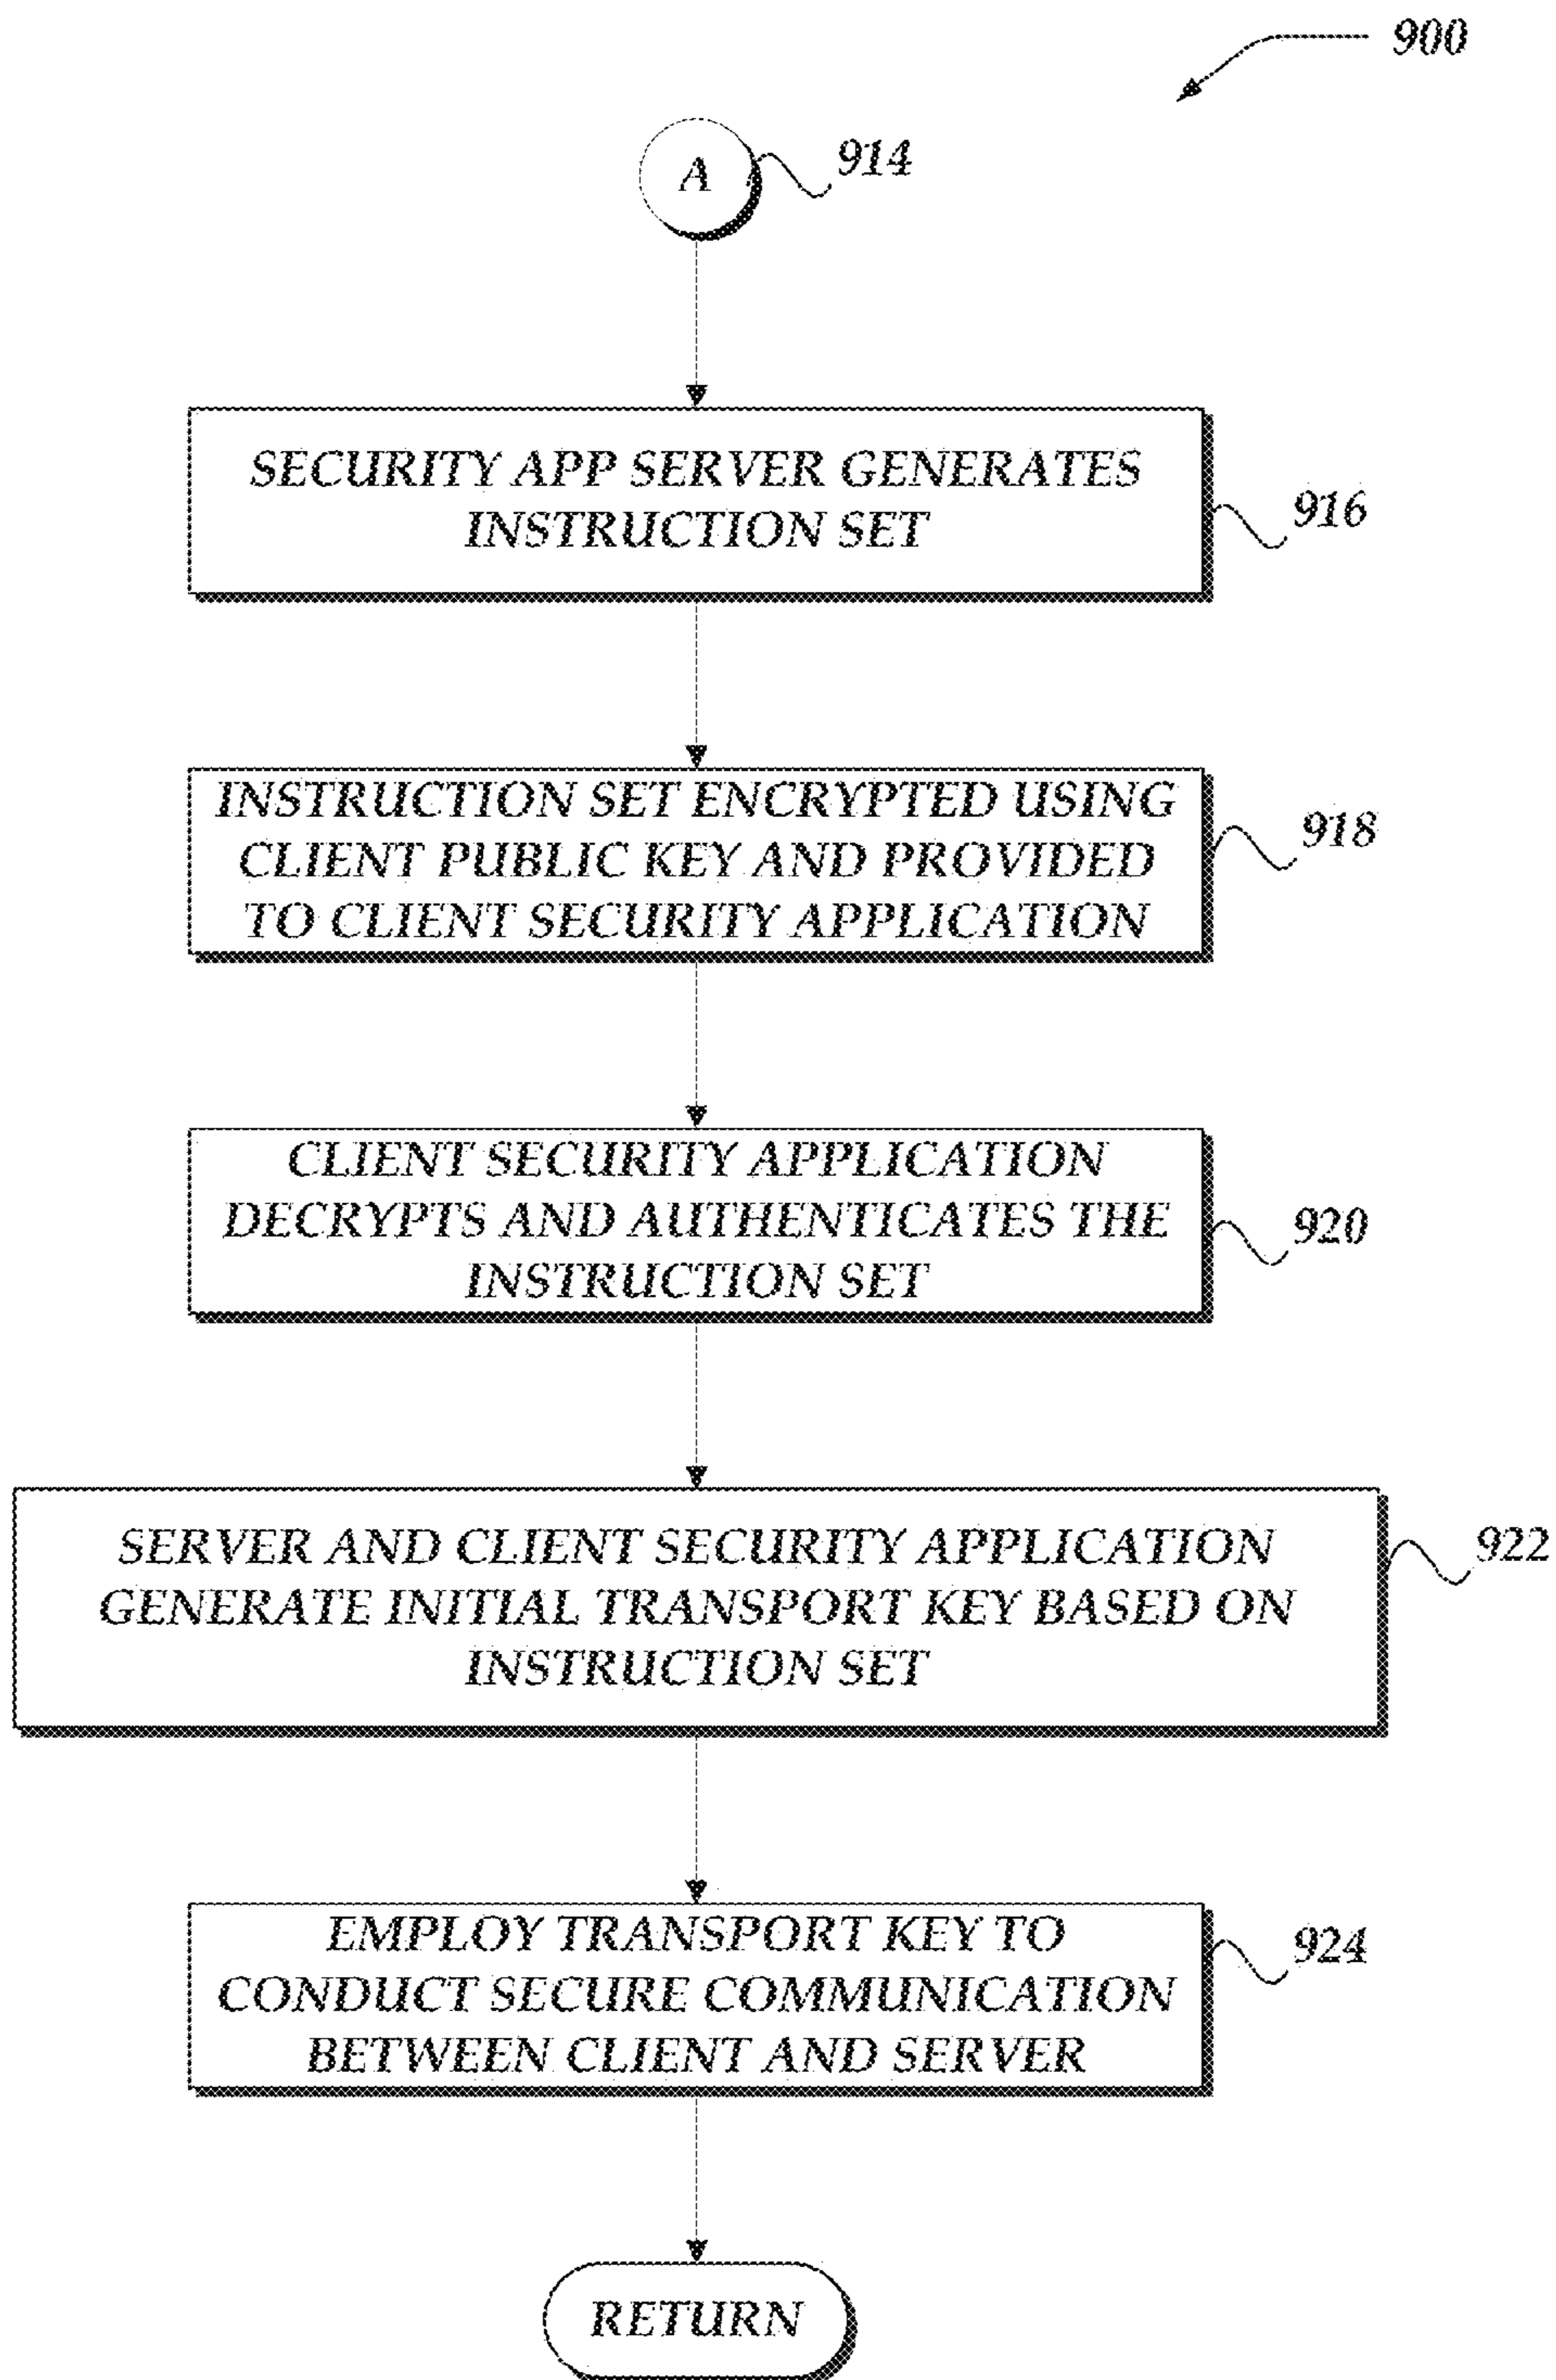 900
A
914
SECURITY APP SERVER GENERATES
INSTRUCTION SET
916
INSTRUCTION SET ENCRYPTED USING
CLIENT PUBLIC KEY AND PROVIDED
TO CLIENT SECURITY APPLICATION
918
CLIENT SECURITY APPLICATION
DECRYPTS AND AUTHENTICATES THE
INSTRUCTION SET
920
SERVER AND CLIENT SECURITY APPLICATION
GENERATE INITIAL TRANSPORT KEY BASED ON
INSTRUCTION SET
922
EMPLOY TRANSPORT KEY TO
CONDUCT SECURE COMMUNICATION
BETWEEN CLIENT AND SERVER
924
RETURN